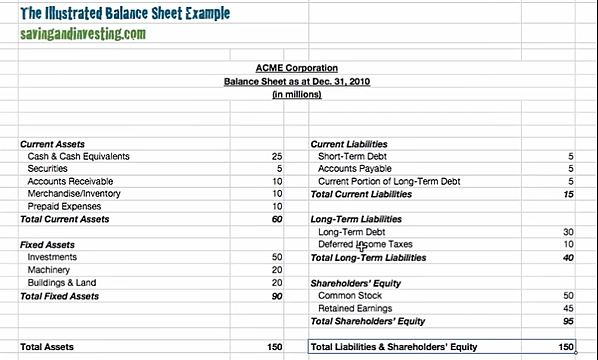 The Illustrated Balance Sheet Example
savingandinvesting.com
ACME Corporation
Balance Sheet as at Dec. 31, 2010
(in millions)
Current Assets
Cash & Cash Equivalents 25
Securities 5
Accounts Receivable 10
Merchandise/Inventory 10
Prepaid Expenses 10
Total Current Assets 60
Fixed Assets
Investments 50
Machinery 20
Buildings & Land 20
Total Fixed Assets 90
Total Assets 150
Current Liabilities
Short-Term Debt 5
Accounts Payable 5
Current Portion of Long-Term Debt 5
Total Current Liabilities 15
Long-Term Liabilities
Long-Term Debt 30
Deferred Income Taxes 10
Total Long-Term Liabilities 40
Shareholders' Equity
Common Stock 50
Retained Earnings 45
Total Shareholders' Equity 95
Total Liabilities & Shareholders' Equity 150